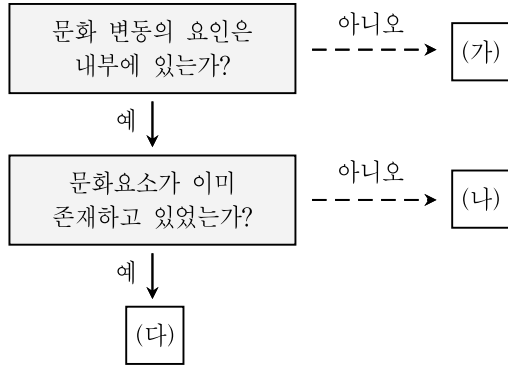 문화 변동의 요인은
내부에 있는가?
아니오
(가)
예
문화요소가 이미
존재하고 있었는가?
아니오
(나)
예
(다)